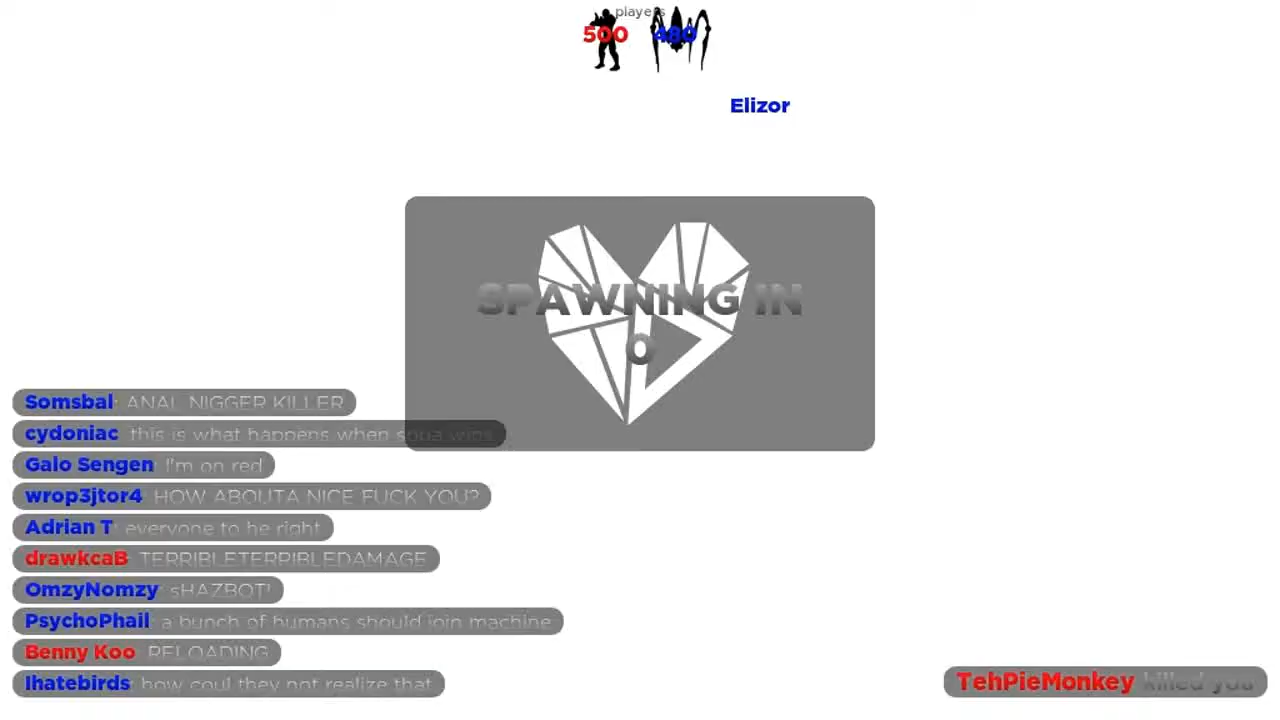 players
500 480
Elizor
SPAWNING IN
0
Somsbal: ANAL NIGGER KILLER
cydoniac: this is what happens when sopa wins
Galo Sengen: I'm on red
wrop3jtor4: HOW ABOUTA NICE FUCK YOU?
Adrian T: everyone to he right
drawkcaB: TERRIBLETERRIBLEDAMAGE
OmzyNomzy: sHAZBOT!
PsychoPhail: a bunch of humans should join machine
Benny Koo: RELOADING
Ihatebirds: how coul they not realize that
TehPieMonkey killed you